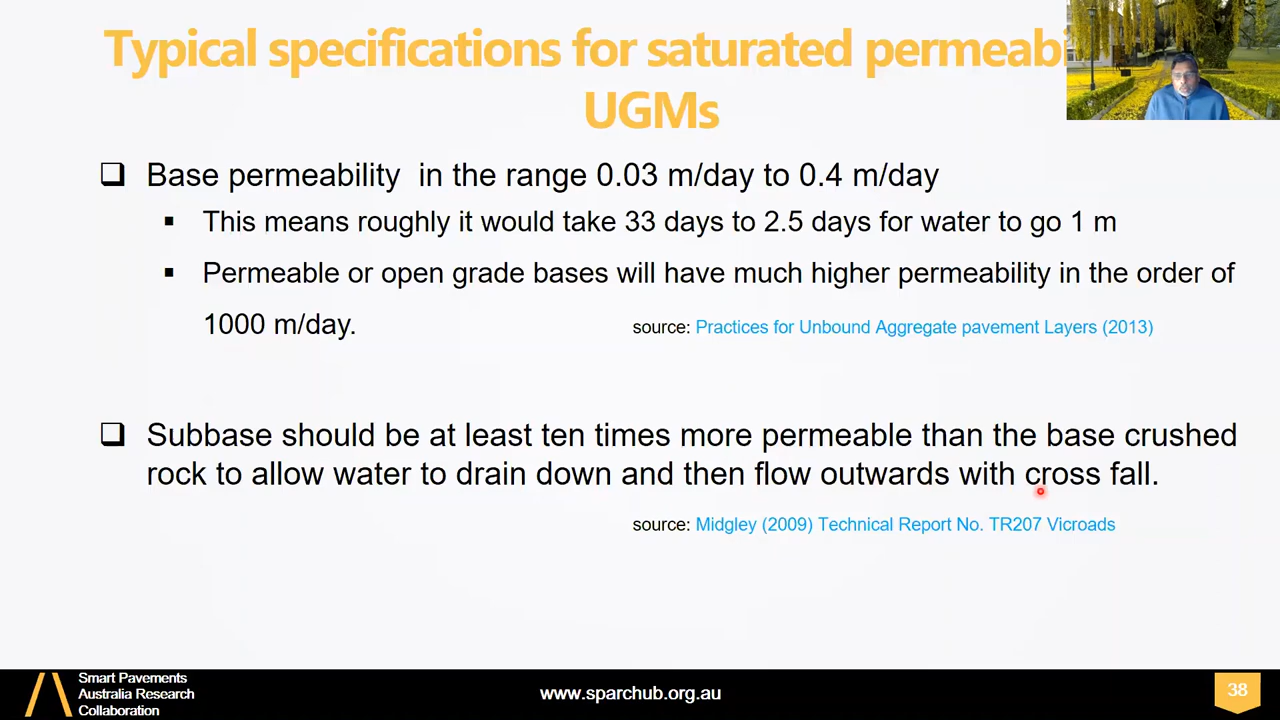 Typical specifications for saturated
UGMs
Base permeability in the range 0.03 m/day to 0.4 m/day
This means roughly it would take 33 days to 2.5 days for water to go 1 m
Permeable or open grade bases will have much higher permeability in the order of
1000 m/day.
source: Practices for Unbound Aggregate pavement Layers (2013)
Subbase should be at least ten times more permeable than the base crushed
rock to allow water to drain down and then flow outwards with cross fall.
source: Midgley (2009) Technical Report No. TR207 Vicroads
Smart Pavements
Australia Research
Collaboration
www.sparchub.org.au
38